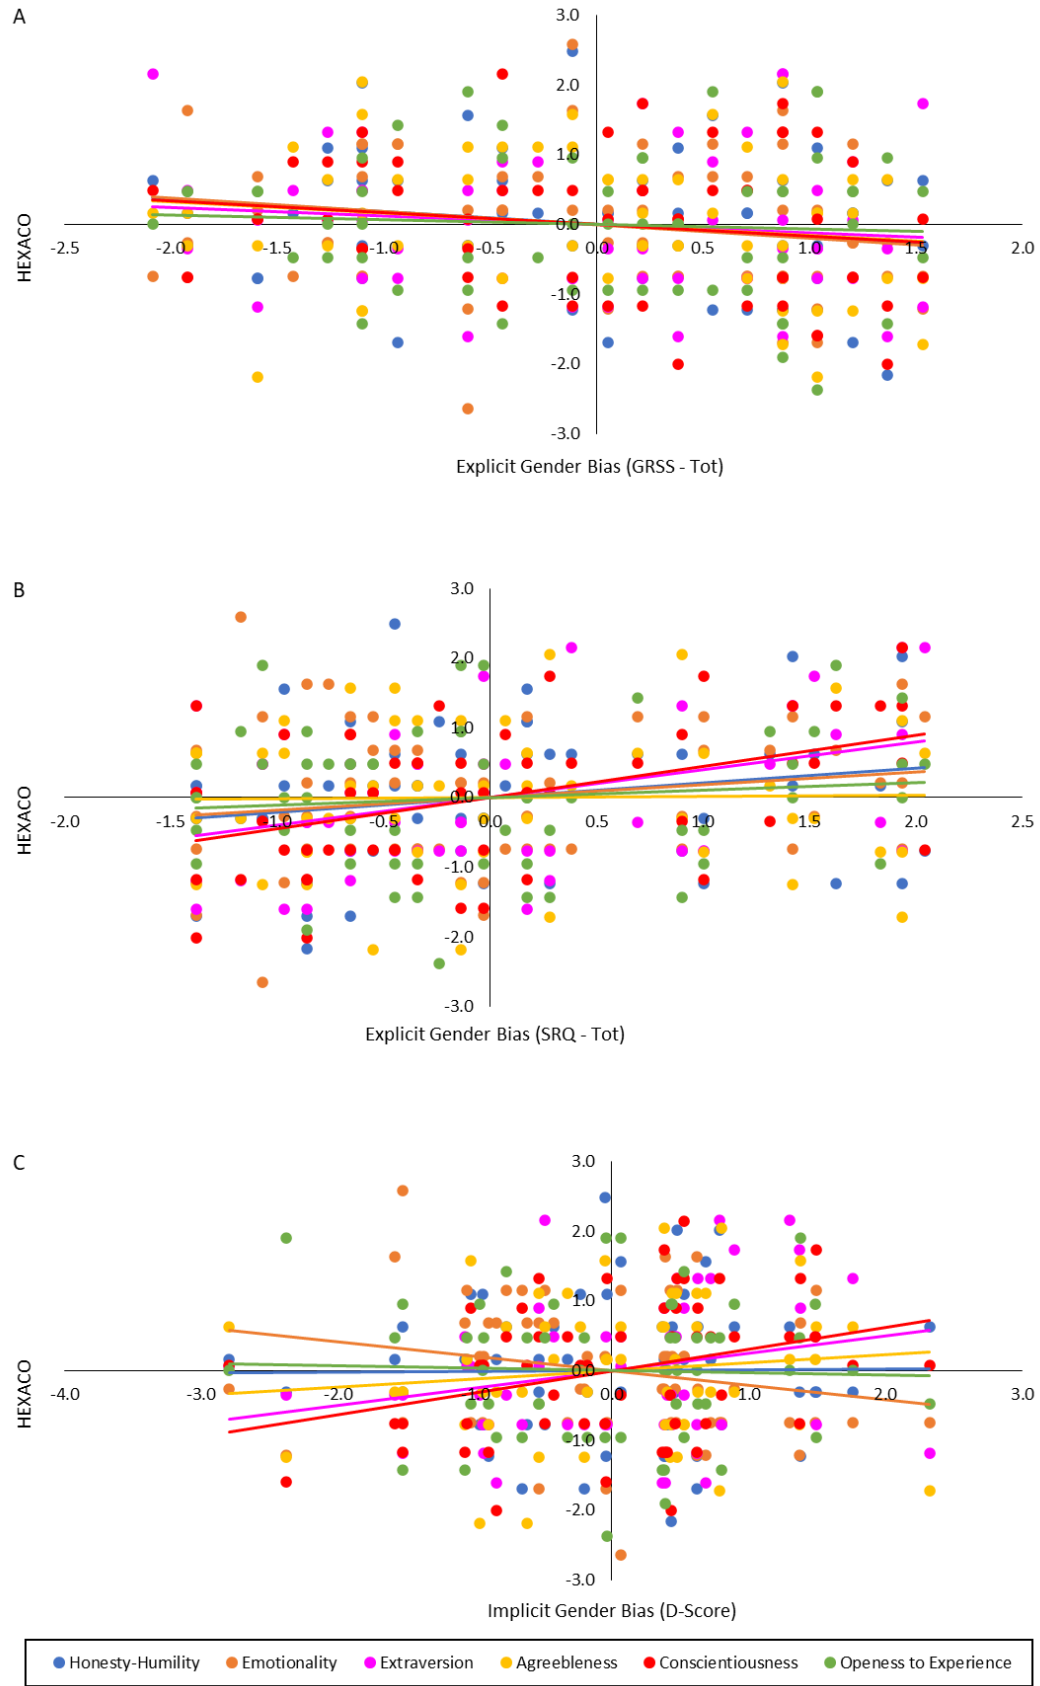 A
3.0
2.0
1.0
0.0
-2.5 -2.0 -1.5 -1.0 -0.5 0.0 0.5 1.0 1.5 2.0
-1.0
-2.0
-3.0
HEXACO
Explicit Gender Bias (GRSS - Tot)
B
3.0
2.0
1.0
0.0
-2.0 -1.5 -1.0 -0.5 0.0 0.5 1.0 1.5 2.0 2.5
-1.0
-2.0
-3.0
HEXACO
Explicit Gender Bias (SRQ - Tot)
C
3.0
2.0
1.0
0.0
-4.0 -3.0 -2.0 -1.0 0.0 1.0 2.0 3.0
-1.0
-2.0
-3.0
HEXACO
Implicit Gender Bias (D-Score)
Honesty-Humility Emotionality Extraversion Agreebleness Conscientiousness Openess to Experience